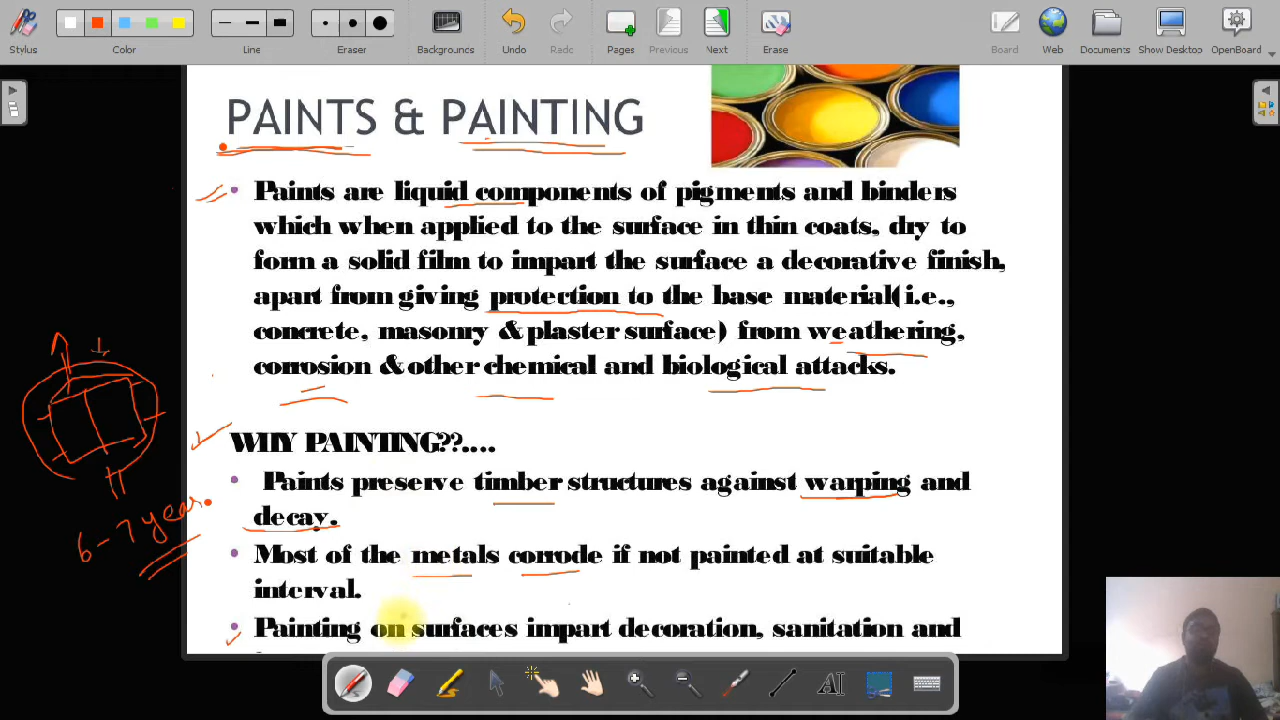 Stylus
Color
Line
Eraser
Backgrounds
Undo
Redo
Pages
Previous
Next
Erase
Board
Web
Documents
Show Desktop
OpenBoard
PAINTS & PAINTING
• Paints are liquid components of pigments and binders
which when applied to the surface in thin coats, dry to
form a solid film to impart the surface a decorative finish,
apart from giving protection to the base material( i.e.,
concrete, masonry & plaster surface) from weathering,
corrosion & other chemical and biological attacks.
WHY PAINTING??....
• Paints preserve timber structures against warping and
decay.
6-7 year.
• Most of the metals corrode if not painted at suitable
interval.
• Painting on surfaces impart decoration, sanitation and